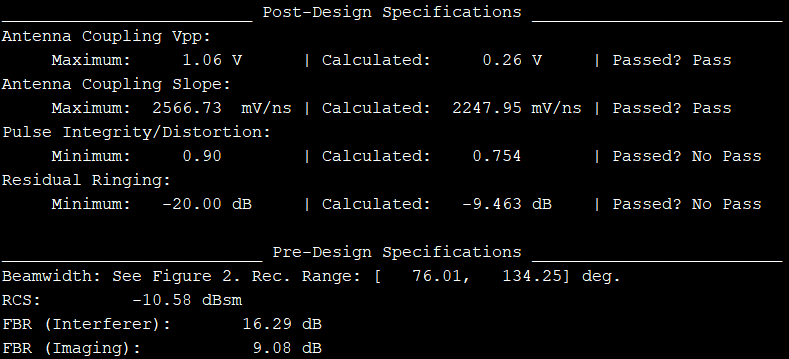 Post-Design Specifications
Antenna Coupling Vpp:
Maximum: 1.06 V | Calculated: 0.26 V | Passed? Pass
Antenna Coupling Slope:
Maximum: 2566.73 mV/ns | Calculated: 2247.95 mV/ns | Passed? Pass
Pulse Integrity/Distortion:
Minimum: 0.90 | Calculated: 0.754 | Passed? No Pass
Residual Ringing:
Minimum: -20.00 dB | Calculated: -9.463 dB | Passed? No Pass
Pre-Design Specifications
Beamwidth: See Figure 2. Rec. Range: [ 76.01, 134.25] deg.
RCS: -10.58 dBsm
FBR (Interferer): 16.29 dB
FBR (Imaging): 9.08 dB